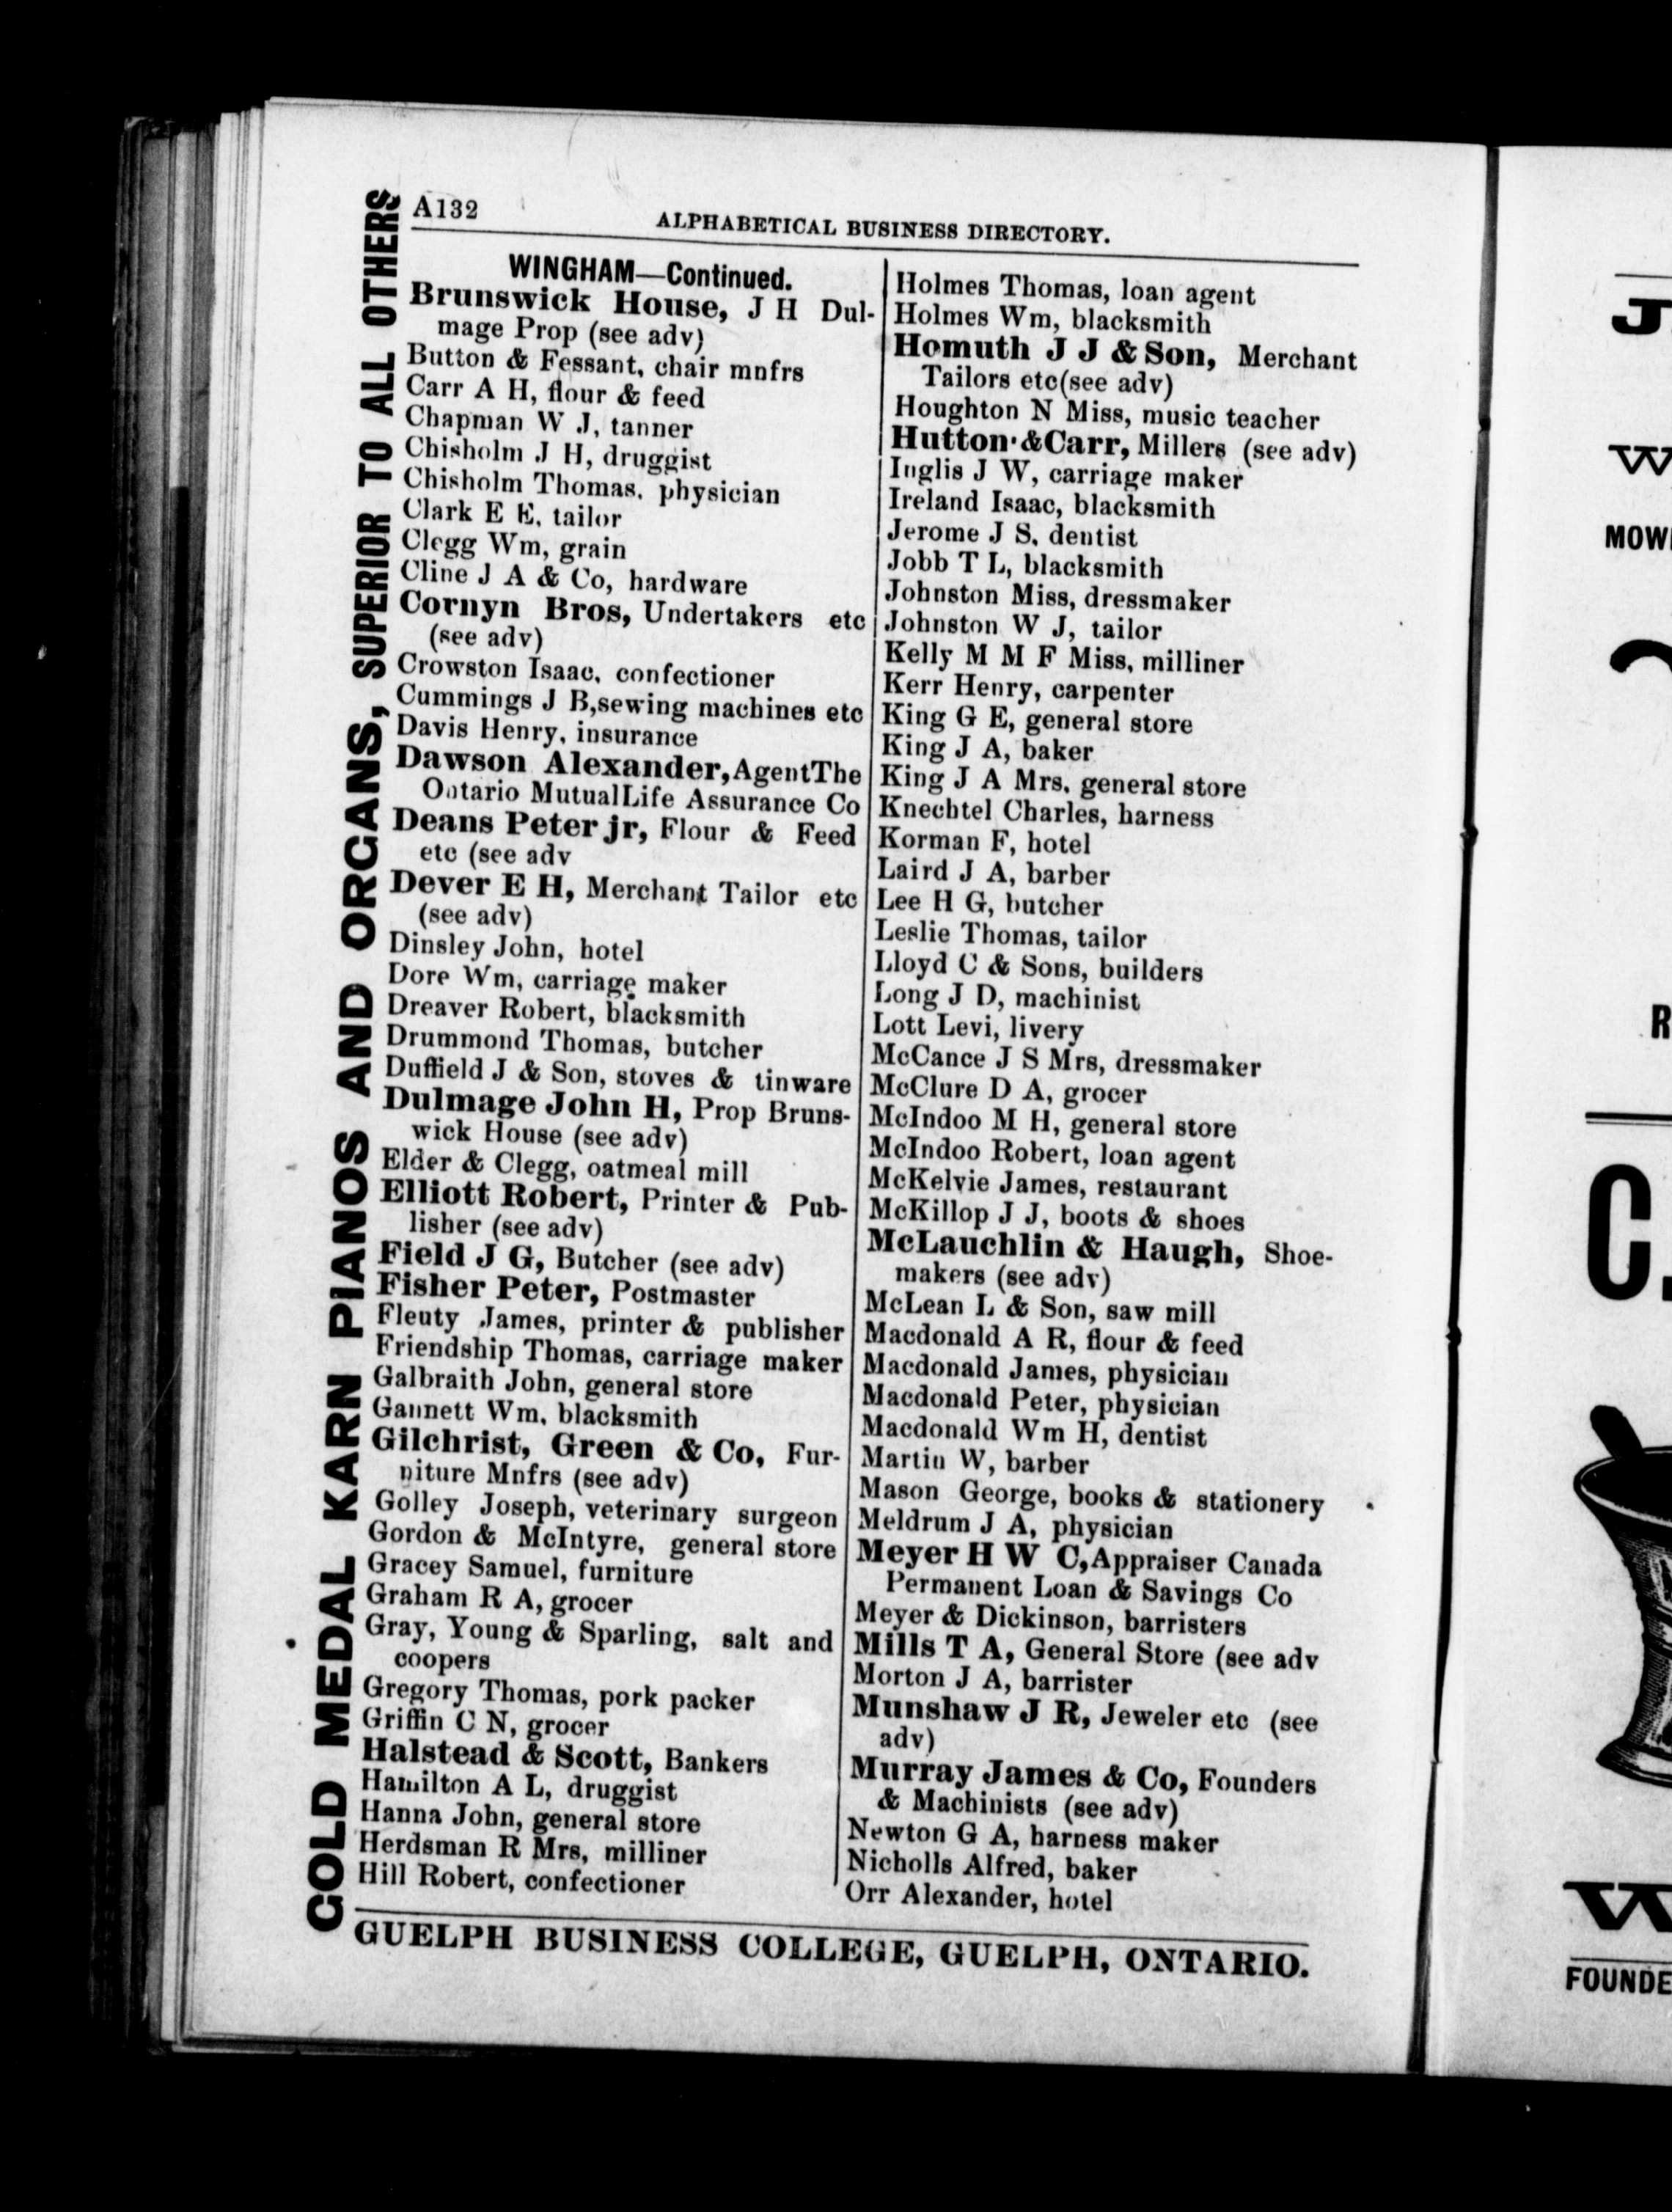 A132
ALPHABETICAL BUSINESS DIRECTORY.
GOLD MEDAL KARN PIANOS AND ORGANS, SUPERIOR TO ALL OTHERS
WINGHAM—Continued.
Brunswick House, J H Dul-
mage Prop (see adv)
Button & Fessant, chair mnfrs
Carr A H, flour & feed
Chapman W J, tanner
Chisholm J H, druggist
Chisholm Thomas, physician
Clark E E, tailor
Clegg Wm, grain
Cline J A & Co, hardware
Cornyn Bros, Undertakers etc
(see adv)
Crowston Isaac, confectioner
Cummings J B,sewing machines etc
Davis Henry, insurance
Dawson Alexander,AgentThe
Ontario MutualLife Assurance Co
Deans Peter jr, Flour & Feed
etc (see adv
Dever E H, Merchant Tailor etc
(see adv)
Dinsley John, hotel
Dore Wm, carriage maker
Dreaver Robert, blacksmith
Drummond Thomas, butcher
Duffield J & Son, stoves & tinware
Dulmage John H, Prop Bruns-
wick House (see adv)
Elder & Clegg, oatmeal mill
Elliott Robert, Printer & Pub-
lisher (see adv)
Field J G, Butcher (see adv)
Fisher Peter, Postmaster
Fleuty James, printer & publisher
Friendship Thomas, carriage maker
Galbraith John, general store
Gannett Wm, blacksmith
Gilchrist, Green & Co, Fur-
niture Mnfrs (see adv)
Golley Joseph, veterinary surgeon
Gordon & McIntyre, general store
Gracey Samuel, furniture
Graham R A, grocer
Gray, Young & Sparling, salt and
coopers
Gregory Thomas, pork packer
Griffin C N, grocer
Halstead & Scott, Bankers
Hamilton A L, druggist
Hanna John, general store
Herdsman R Mrs, milliner
Hill Robert, confectioner
Holmes Thomas, loan agent
Holmes Wm, blacksmith
Homuth J J & Son, Merchant
Tailors etc(see adv)
Houghton N Miss, music teacher
Hutton &Carr, Millers (see adv)
Inglis J W, carriage maker
Ireland Isaac, blacksmith
Jerome J S, dentist
Jobb T L, blacksmith
Johnston Miss, dressmaker
Johnston W J, tailor
Kelly M M F Miss, milliner
Kerr Henry, carpenter
King G E, general store
King J A, baker
King J A Mrs, general store
Knechtel Charles, harness
Korman F, hotel
Laird J A, barber
Lee H G, butcher
Leslie Thomas, tailor
Lloyd C & Sons, builders
Long J D, machinist
Lott Levi, livery
McCance J S Mrs, dressmaker
McClure D A, grocer
McIndoo M H, general store
McIndoo Robert, loan agent
McKelvie James, restaurant
McKillop J J, boots & shoes
McLauchlin & Haugh, Shoe-
makers (see adv)
McLean L & Son, saw mill
Macdonald A R, flour & feed
Macdonald James, physician
Macdonald Peter, physician
Macdonald Wm H, dentist
Martin W, barber
Mason George, books & stationery
Meldrum J A, physician
Meyer H W C,Appraiser Canada
Permanent Loan & Savings Co
Meyer & Dickinson, barristers
Mills T A, General Store (see adv
Morton J A, barrister
Munshaw J R, Jeweler etc (see
adv)
Murray James & Co, Founders
& Machinists (see adv)
Newton G A, harness maker
Nicholls Alfred, baker
Orr Alexander, hotel
GUELPH BUSINESS COLLEGE, GUELPH, ONTARIO.
J
W
MOW
R
C.
W
FOUNDE